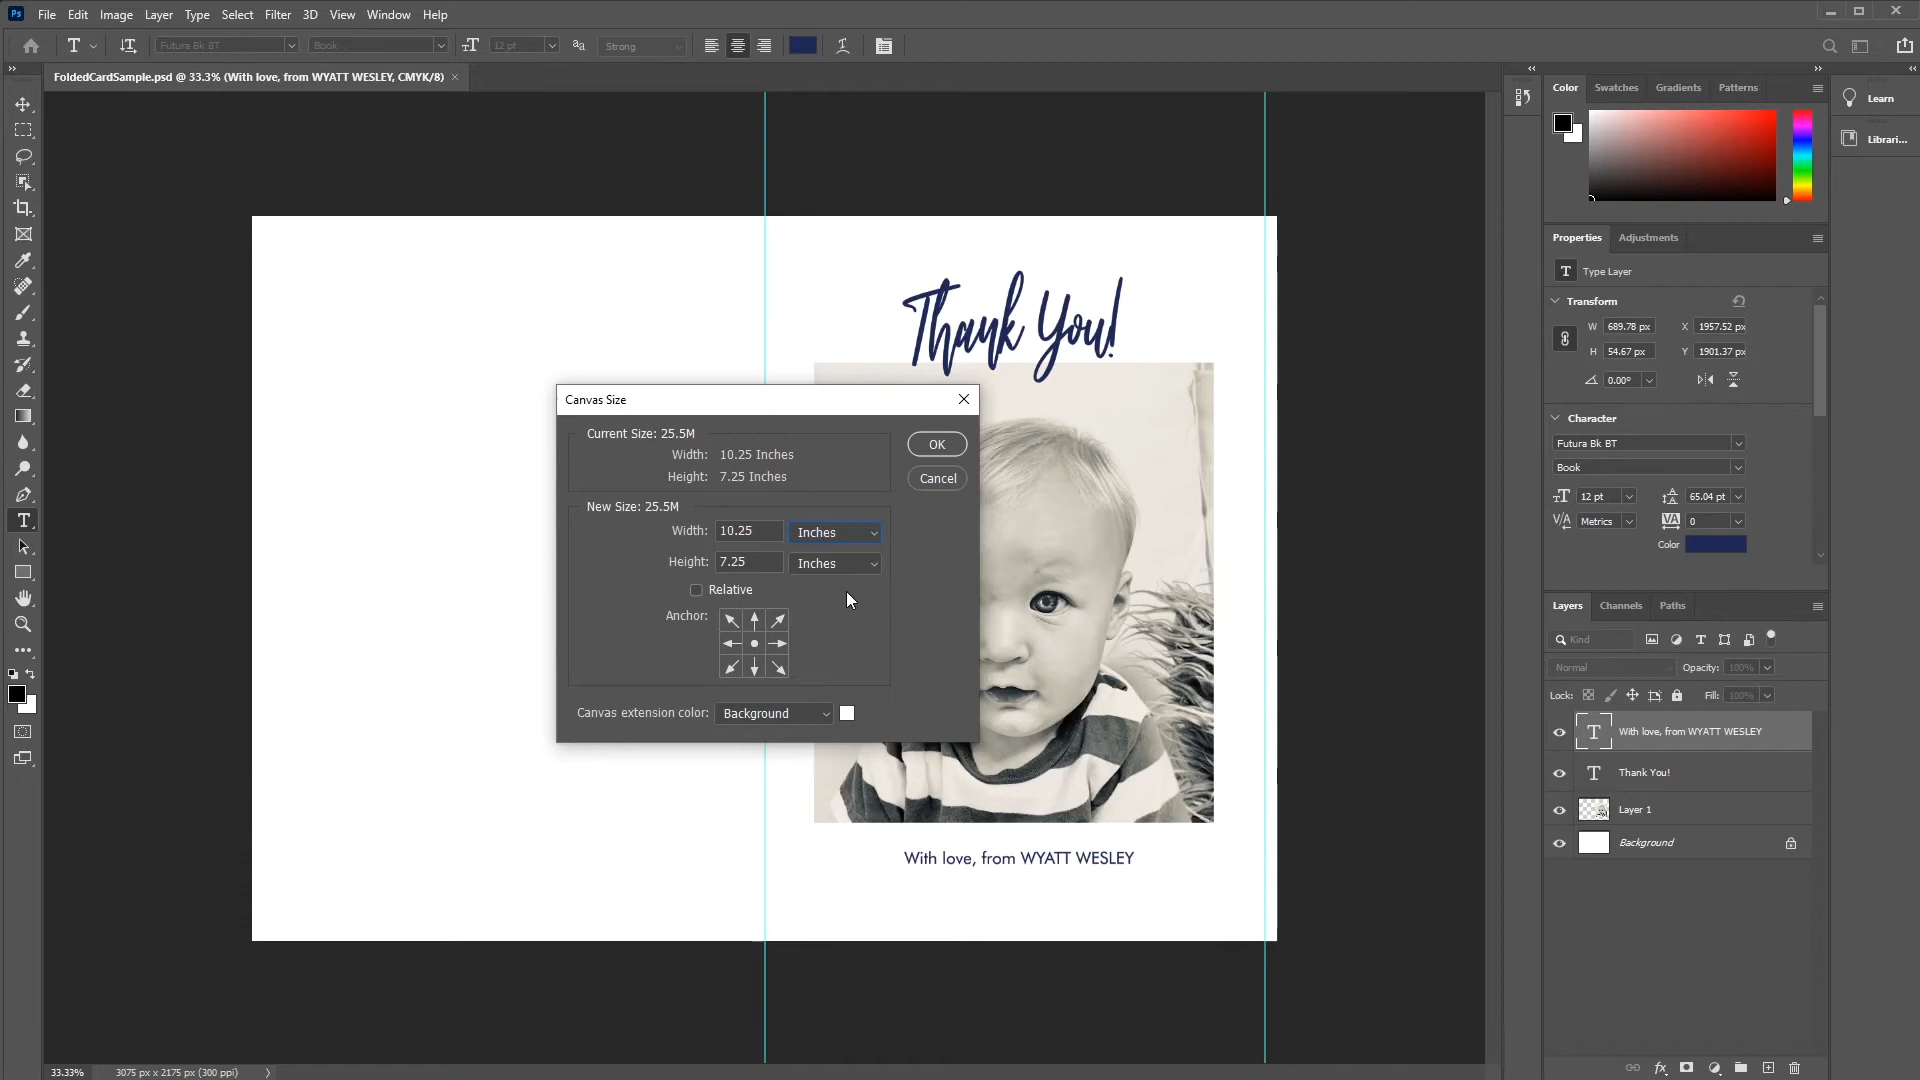 Ps File Edit Image Layer Type Select Filter 3D View Window Help
T Futura Bk BT Book 12 pt aa Strong
FoldedCardSample.psd @ 33.3% (With love, from WYATT WESLEY, CMYK/8) ×
Color Swatches Gradients Patterns
Learn
Librari...
Properties Adjustments
T Type Layer
Transform
W 689.78 px X 1957.52 px
H 54.67 px Y 1901.37 px
0.00°
Character
Futura Bk BT
Book
12 pt 65.04 pt
Metrics 0
Color
Thank You!
Canvas Size
Current Size: 25.5M
Width: 10.25 Inches
Height: 7.25 Inches
OK
Cancel
New Size: 25.5M
Width: 10.25 Inches
Height: 7.25 Inches
Relative
Anchor:
Canvas extension color: Background
With love, from WYATT WESLEY
Layers Channels Paths
Kind
Normal Opacity: 100%
Lock: Fill: 100%
T With love, from WYATT WESLEY
T Thank You!
Layer 1
Background
33.33% 3075 px x 2175 px (300 ppi)